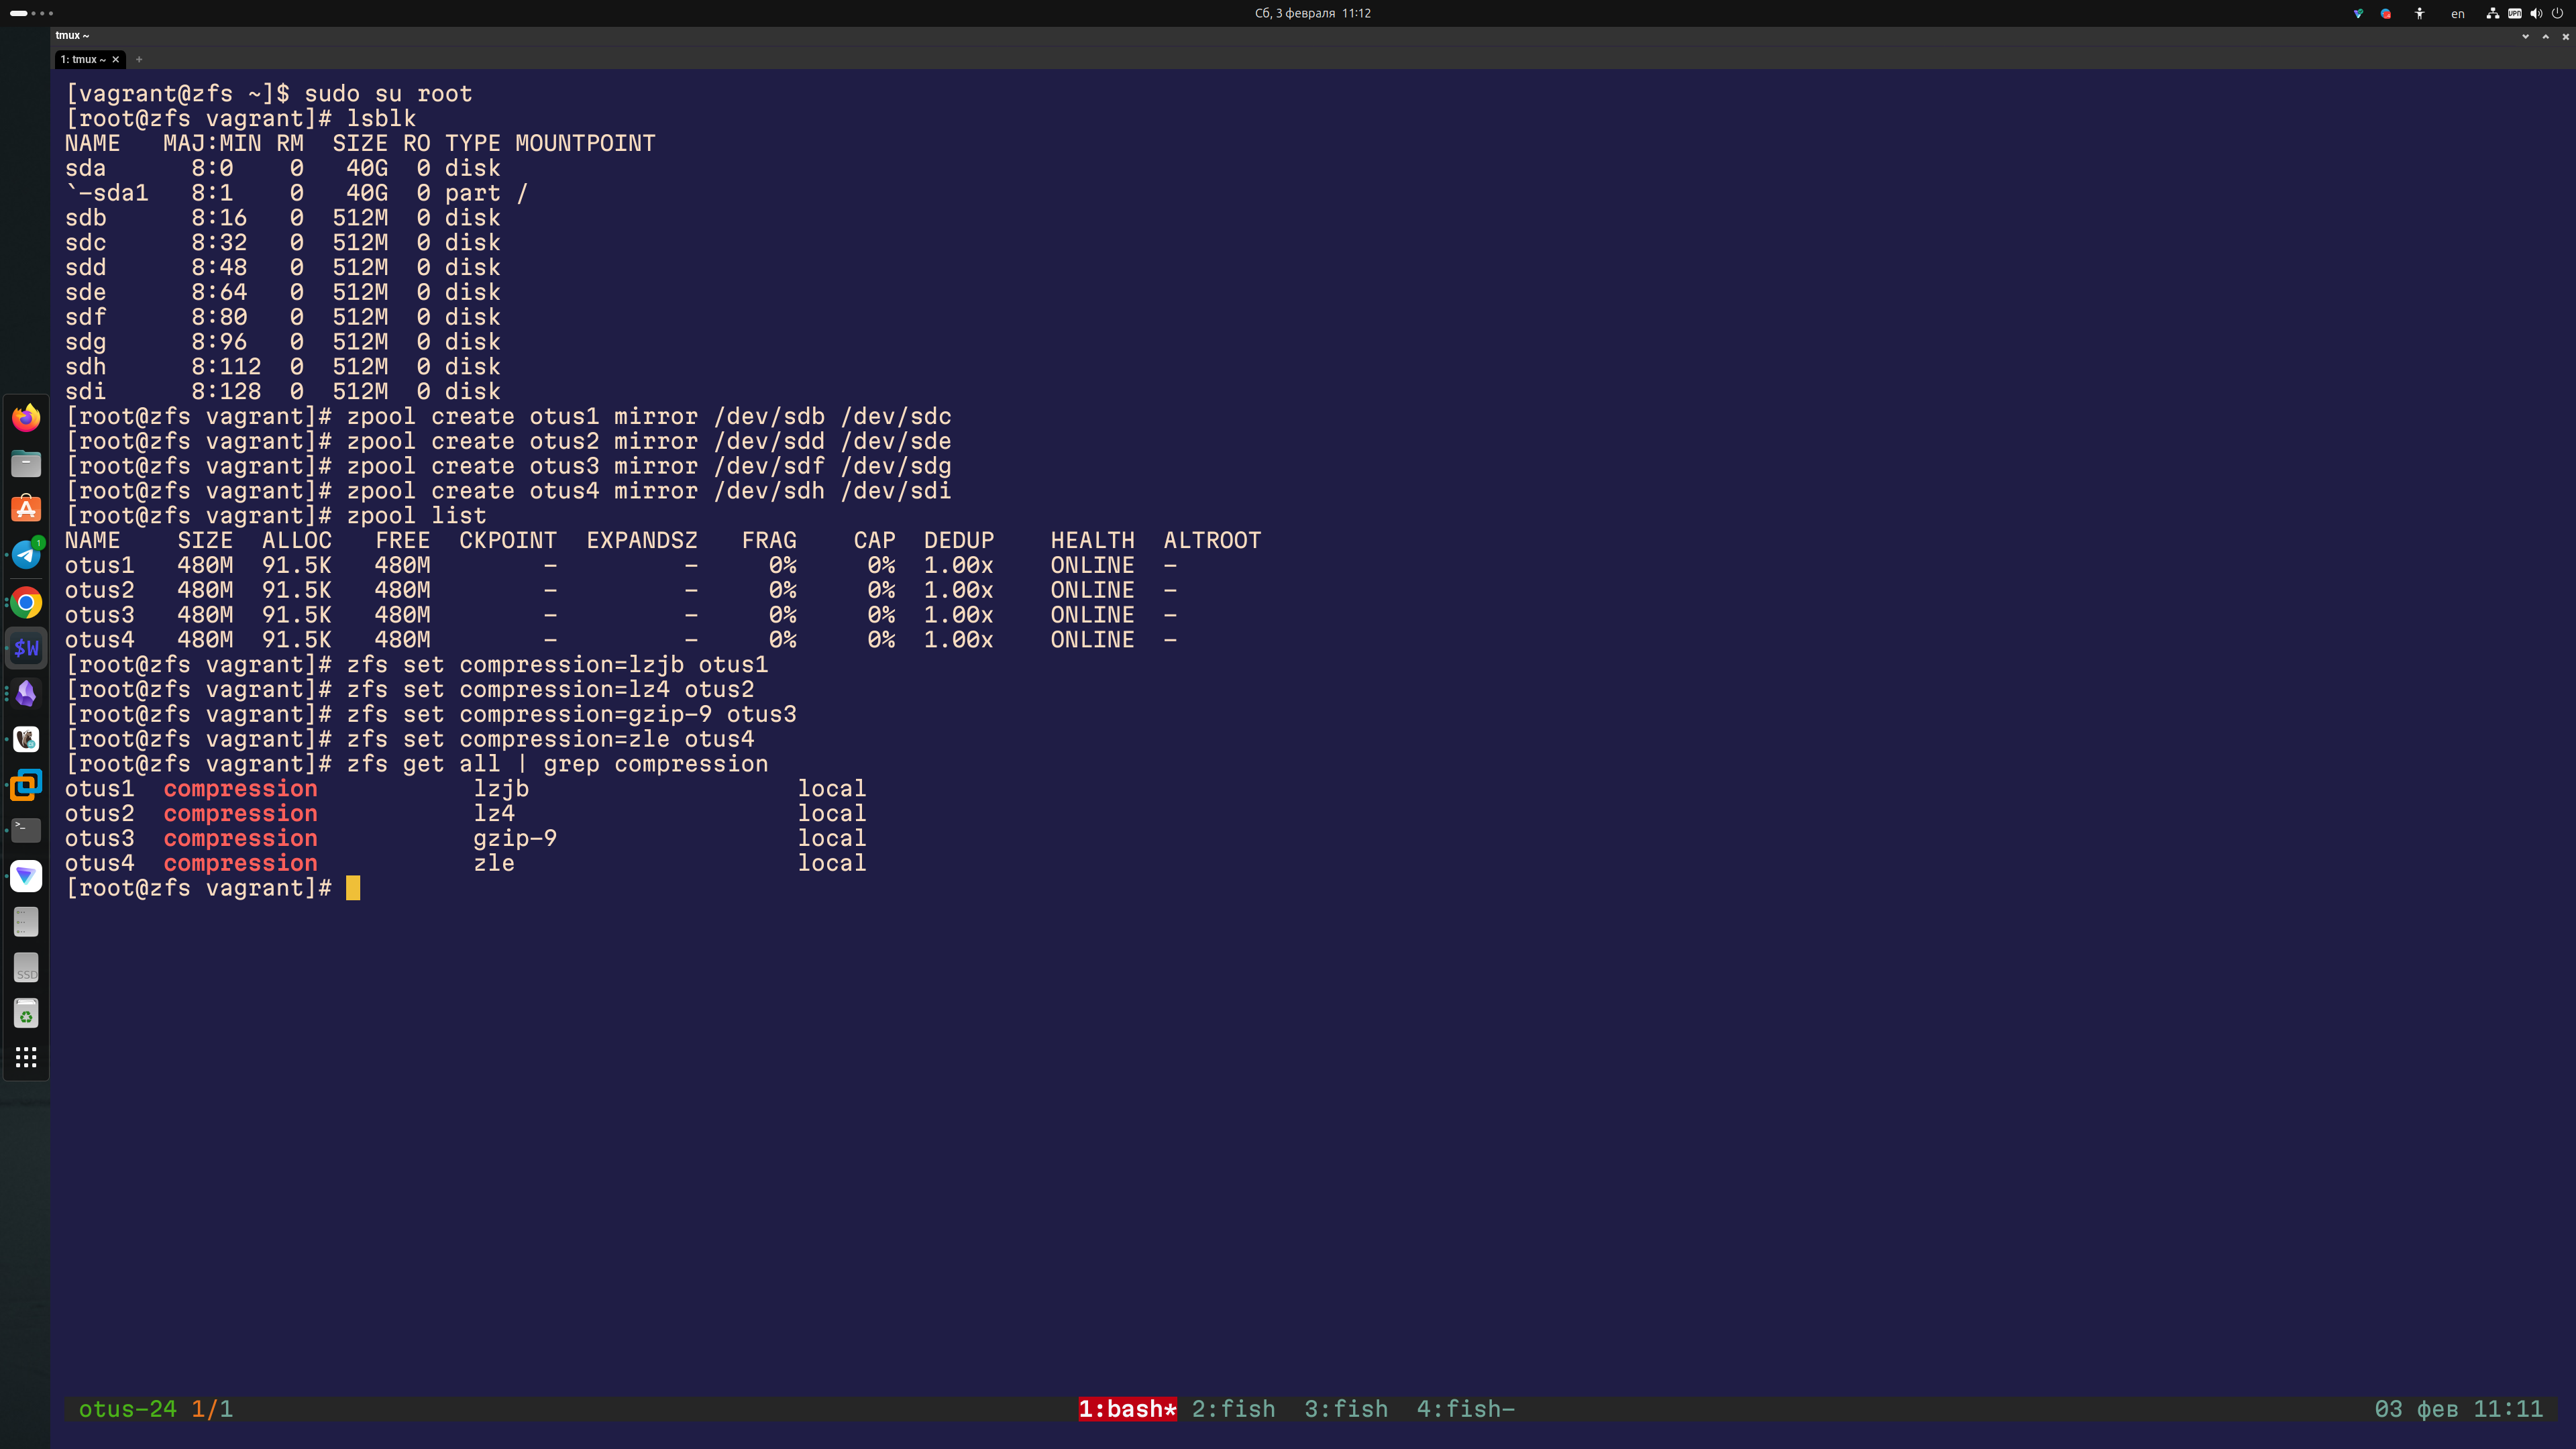 Сб, 3 февраля 11:12
en
VPN
tmux ~
1: tmux ~ × +
[vagrant@zfs ~]$ sudo su root
[root@zfs vagrant]# lsblk
NAME   MAJ:MIN RM  SIZE RO TYPE MOUNTPOINT
sda      8:0    0   40G  0 disk
`-sda1   8:1    0   40G  0 part /
sdb      8:16   0  512M  0 disk
sdc      8:32   0  512M  0 disk
sdd      8:48   0  512M  0 disk
sde      8:64   0  512M  0 disk
sdf      8:80   0  512M  0 disk
sdg      8:96   0  512M  0 disk
sdh      8:112  0  512M  0 disk
sdi      8:128  0  512M  0 disk
[root@zfs vagrant]# zpool create otus1 mirror /dev/sdb /dev/sdc
[root@zfs vagrant]# zpool create otus2 mirror /dev/sdd /dev/sde
[root@zfs vagrant]# zpool create otus3 mirror /dev/sdf /dev/sdg
[root@zfs vagrant]# zpool create otus4 mirror /dev/sdh /dev/sdi
[root@zfs vagrant]# zpool list
NAME    SIZE  ALLOC   FREE  CKPOINT  EXPANDSZ   FRAG    CAP  DEDUP    HEALTH  ALTROOT
otus1   480M  91.5K   480M        -         -     0%     0%  1.00x    ONLINE  -
otus2   480M  91.5K   480M        -         -     0%     0%  1.00x    ONLINE  -
otus3   480M  91.5K   480M        -         -     0%     0%  1.00x    ONLINE  -
otus4   480M  91.5K   480M        -         -     0%     0%  1.00x    ONLINE  -
[root@zfs vagrant]# zfs set compression=lzjb otus1
[root@zfs vagrant]# zfs set compression=lz4 otus2
[root@zfs vagrant]# zfs set compression=gzip-9 otus3
[root@zfs vagrant]# zfs set compression=zle otus4
[root@zfs vagrant]# zfs get all | grep compression
otus1  compression           lzjb                   local
otus2  compression           lz4                    local
otus3  compression           gzip-9                 local
otus4  compression           zle                    local
[root@zfs vagrant]#
1
$W
>_
SSD
otus-24 1/1 1:bash* 2:fish 3:fish 4:fish- 03 фев 11:11